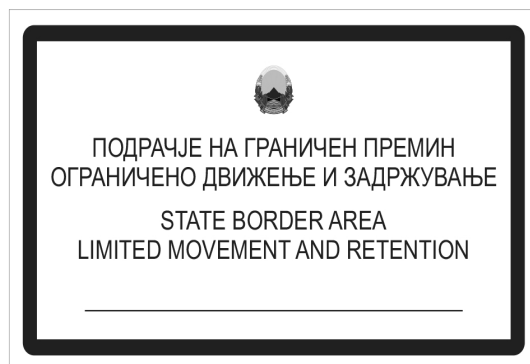 ПОДРАЧЈЕ НА ГРАНИЧЕН ПРЕМИН
ОГРАНИЧЕНО ДВИЖЕЊЕ И ЗАДРЖУВАЊЕ
STATE BORDER AREA
LIMITED MOVEMENT AND RETENTION